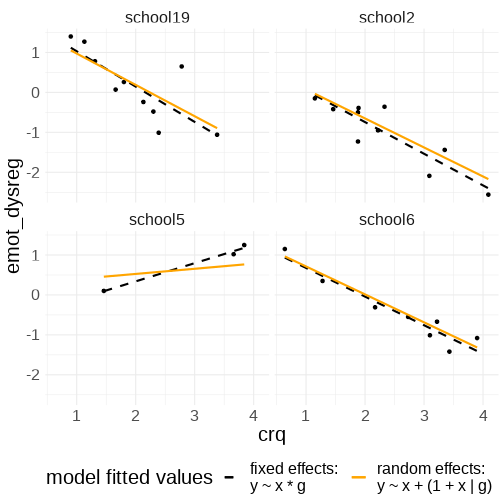 school19
school2
1
0
-1
-2
school5
school6
1
0
-1
-2
emot_dysreg
1
2
3
4
1
2
3
4
crq
model fitted values
fixed effects:
y ~ x * g
random effects:
y ~ x + (1 + x | g)